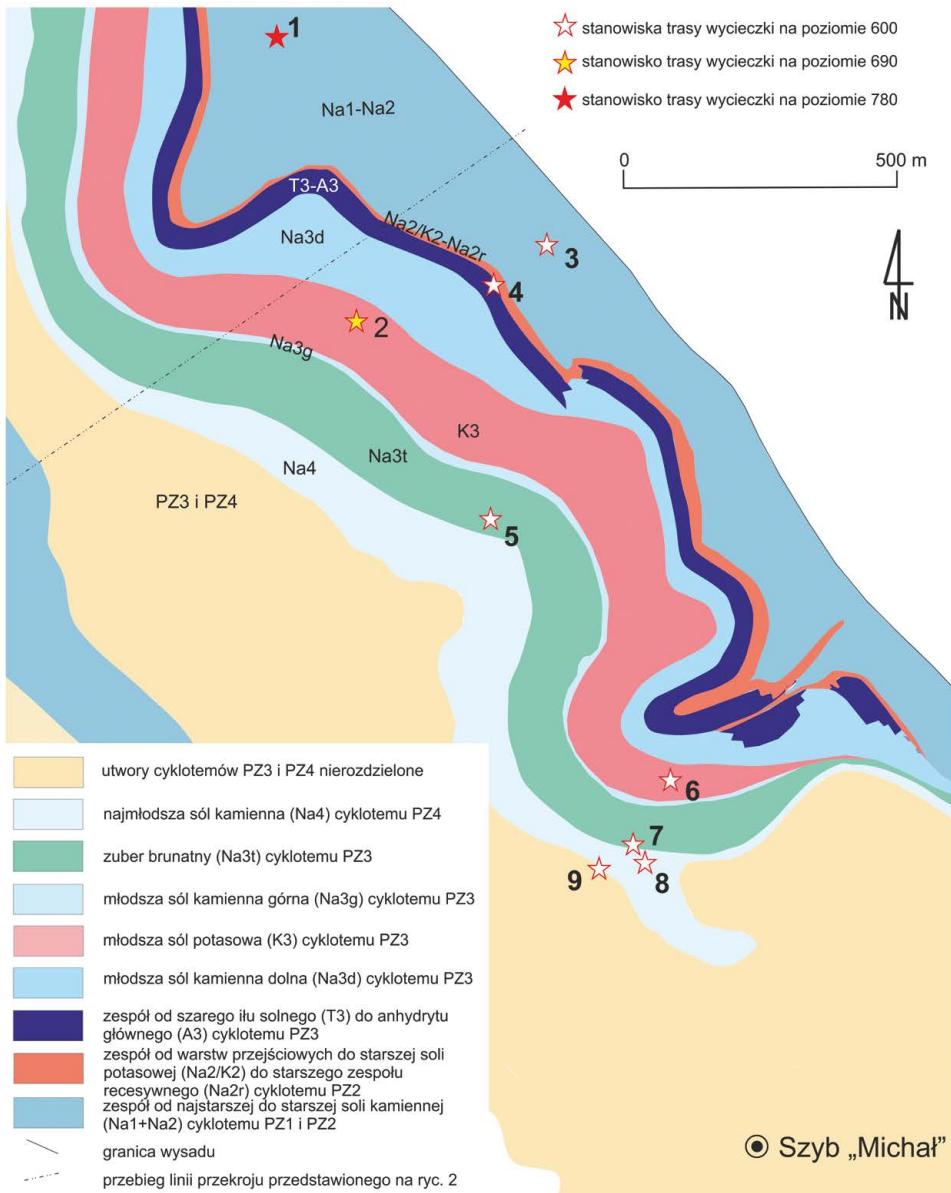 1
stanowiska trasy wycieczki na poziomie 600
stanowisko trasy wycieczki na poziomie 690
stanowisko trasy wycieczki na poziomie 780
Na1-Na2
0
500 m
T3-A3
Na2/K2-Na2r
Na3d
3
4
N
2
Na3g
K3
Na3t
Na4
PZ3 i PZ4
5
6
7
8
9
utwory cyklotemów PZ3 i PZ4 nierozdzielone
najmłodsza sól kamienna (Na4) cyklotemu PZ4
zuber brunatny (Na3t) cyklotemu PZ3
młodsza sól kamienna górna (Na3g) cyklotemu PZ3
młodsza sól potasowa (K3) cyklotemu PZ3
młodsza sól kamienna dolna (Na3d) cyklotemu PZ3
zespół od szarego iłu solnego (T3) do anhydrytu
głównego (A3) cyklotemu PZ3
zespół od warstw przejściowych do starszej soli
potasowej (Na2/K2) do starszego zespołu
recesywnego (Na2r) cyklotemu PZ2
zespół od najstarszej do starszej soli kamiennej
(Na1+Na2) cyklotemu PZ1 i PZ2
granica wysadu
przebieg linii przekroju przedstawionego na ryc. 2
Szyb „Michał”